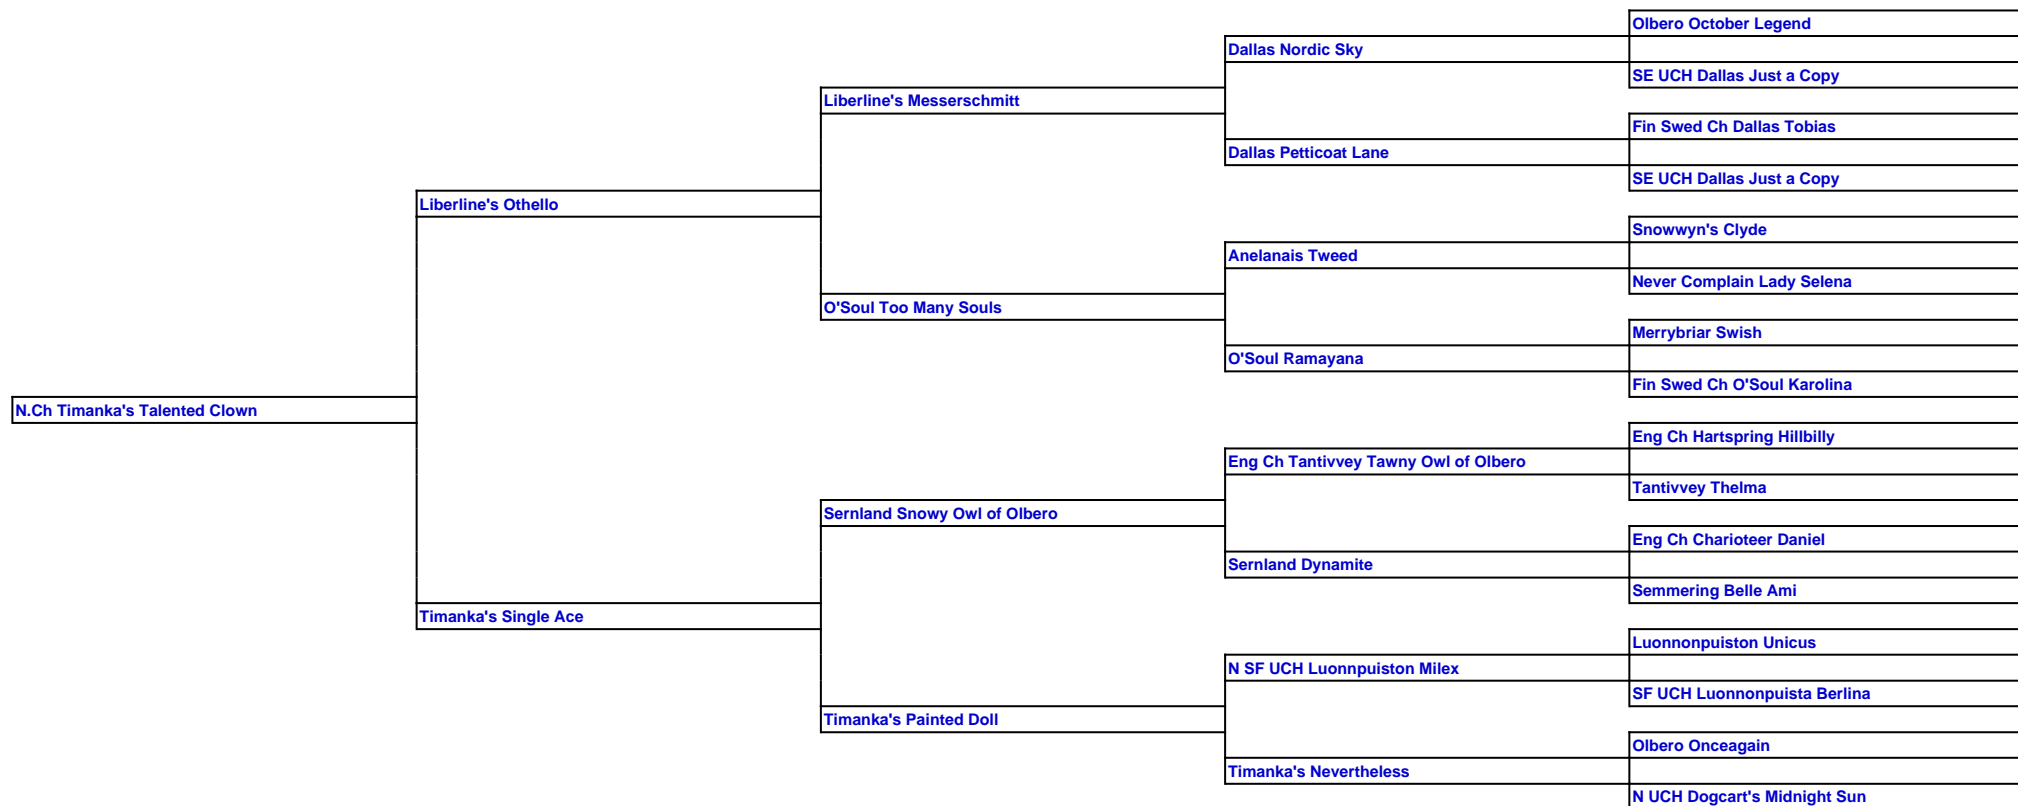 Olbero October Legend
Dallas Nordic Sky
SE UCH Dallas Just a Copy
Liberline's Messerschmitt
Fin Swed Ch Dallas Tobias
Dallas Petticoat Lane
SE UCH Dallas Just a Copy
Liberline's Othello
Snowwyn's Clyde
Anelanais Tweed
Never Complain Lady Selena
O'Soul Too Many Souls
Merrybriar Swish
O'Soul Ramayana
Fin Swed Ch O'Soul Karolina
N.Ch Timanka's Talented Clown
Eng Ch Hartspring Hillbilly
Eng Ch Tantivvey Tawny Owl of Olbero
Tantivvey Thelma
Sernland Snowy Owl of Olbero
Eng Ch Charioteer Daniel
Sernland Dynamite
Semmering Belle Ami
Timanka's Single Ace
Luonnonpuiston Unicus
N SF UCH Luonnpuiston Milex
SF UCH Luonnonpuista Berlina
Timanka's Painted Doll
Olbero Onceagain
Timanka's Nevertheless
N UCH Dogcart's Midnight Sun